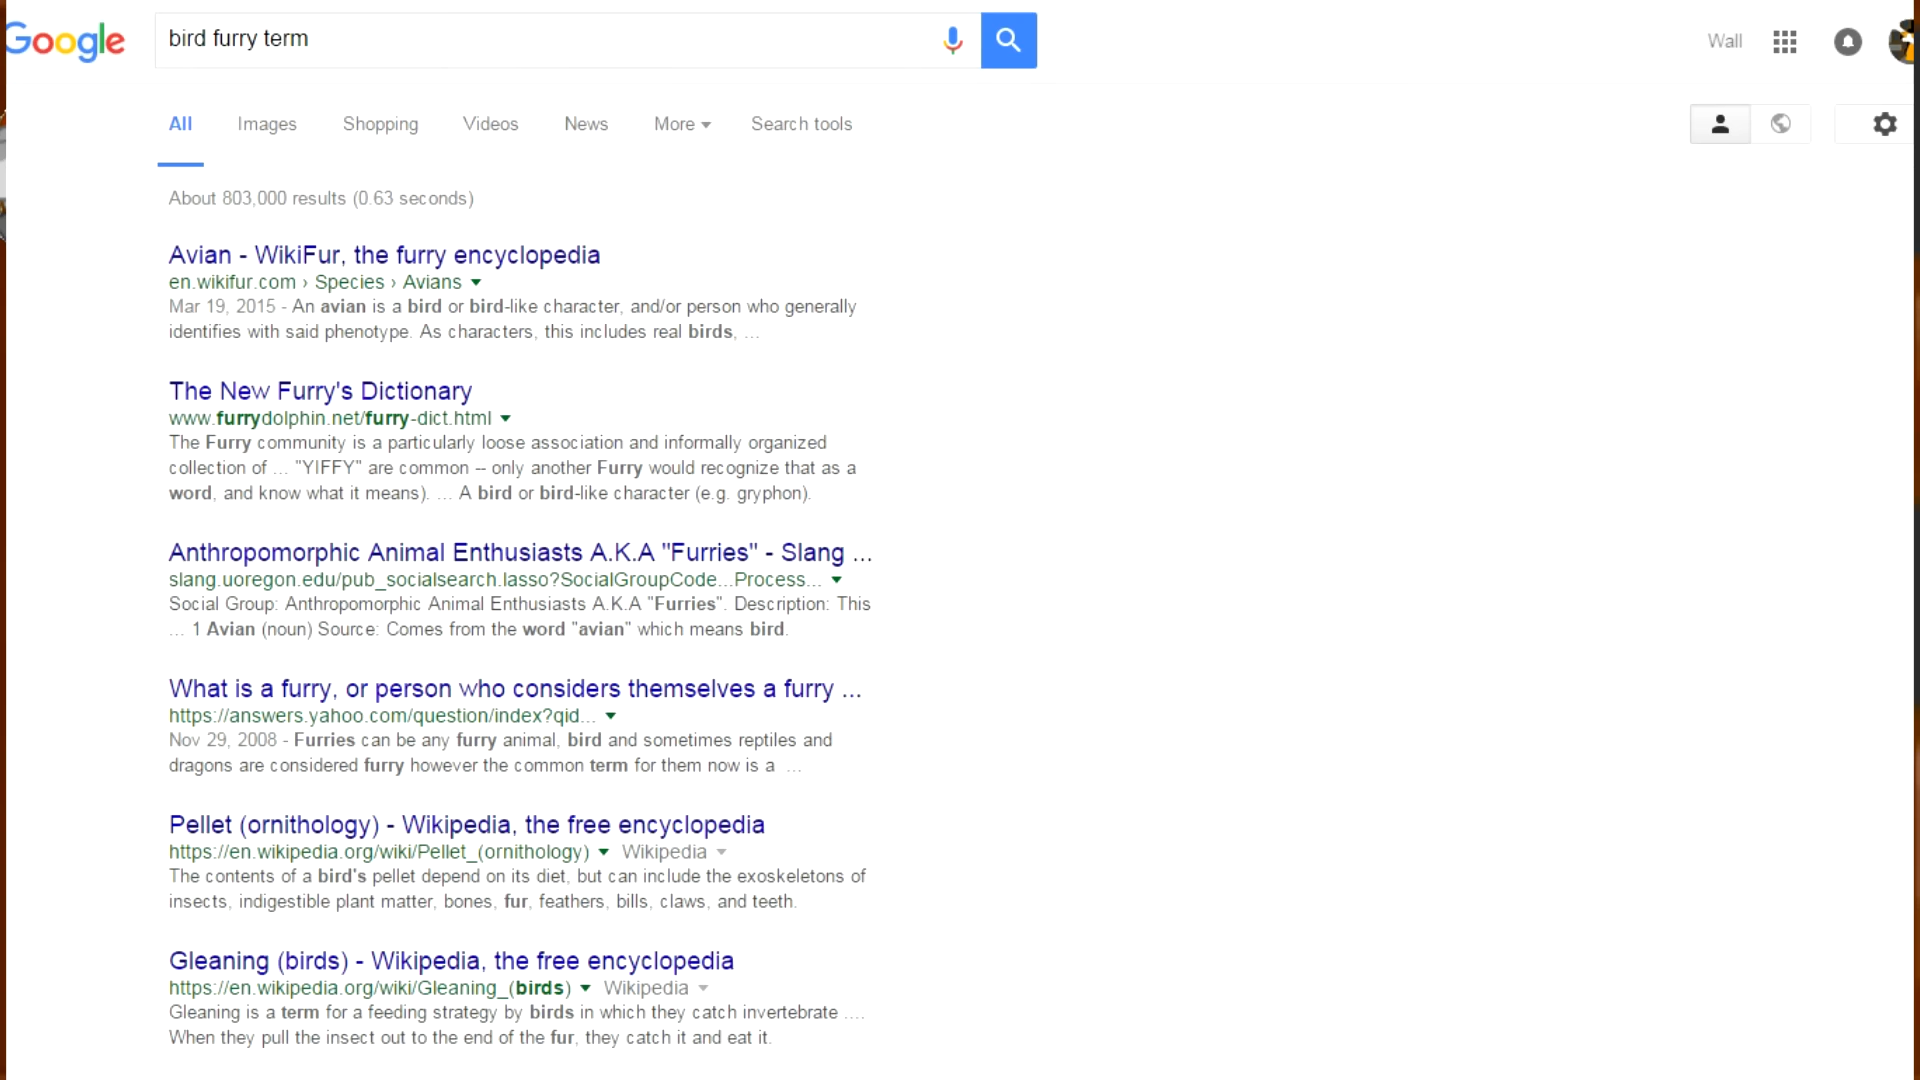 Google
bird furry term
Wall
All Images Shopping Videos News More Search tools
About 803,000 results (0.63 seconds)
Avian - WikiFur, the furry encyclopedia
en.wikifur.com › Species › Avians
Mar 19, 2015 - An avian is a bird or bird-like character, and/or person who generally
identifies with said phenotype. As characters, this includes real birds, ...
The New Furry's Dictionary
www.furrydolphin.net/furry-dict.html
The Furry community is a particularly loose association and informally organized
collection of ... "YIFFY" are common -- only another Furry would recognize that as a
word, and know what it means). ... A bird or bird-like character (e.g. gryphon).
Anthropomorphic Animal Enthusiasts A.K.A "Furries" - Slang ...
slang.uoregon.edu/pub_socialsearch.lasso?SocialGroupCode...Process...
Social Group: Anthropomorphic Animal Enthusiasts A.K.A "Furries". Description: This
... 1 Avian (noun) Source: Comes from the word "avian" which means bird.
What is a furry, or person who considers themselves a furry ...
https://answers.yahoo.com/question/index?qid...
Nov 29, 2008 - Furries can be any furry animal, bird and sometimes reptiles and
dragons are considered furry however the common term for them now is a ...
Pellet (ornithology) - Wikipedia, the free encyclopedia
https://en.wikipedia.org/wiki/Pellet_(ornithology) Wikipedia
The contents of a bird's pellet depend on its diet, but can include the exoskeletons of
insects, indigestible plant matter, bones, fur, feathers, bills, claws, and teeth.
Gleaning (birds) - Wikipedia, the free encyclopedia
https://en.wikipedia.org/wiki/Gleaning_(birds) Wikipedia
Gleaning is a term for a feeding strategy by birds in which they catch invertebrate ....
When they pull the insect out to the end of the fur, they catch it and eat it.